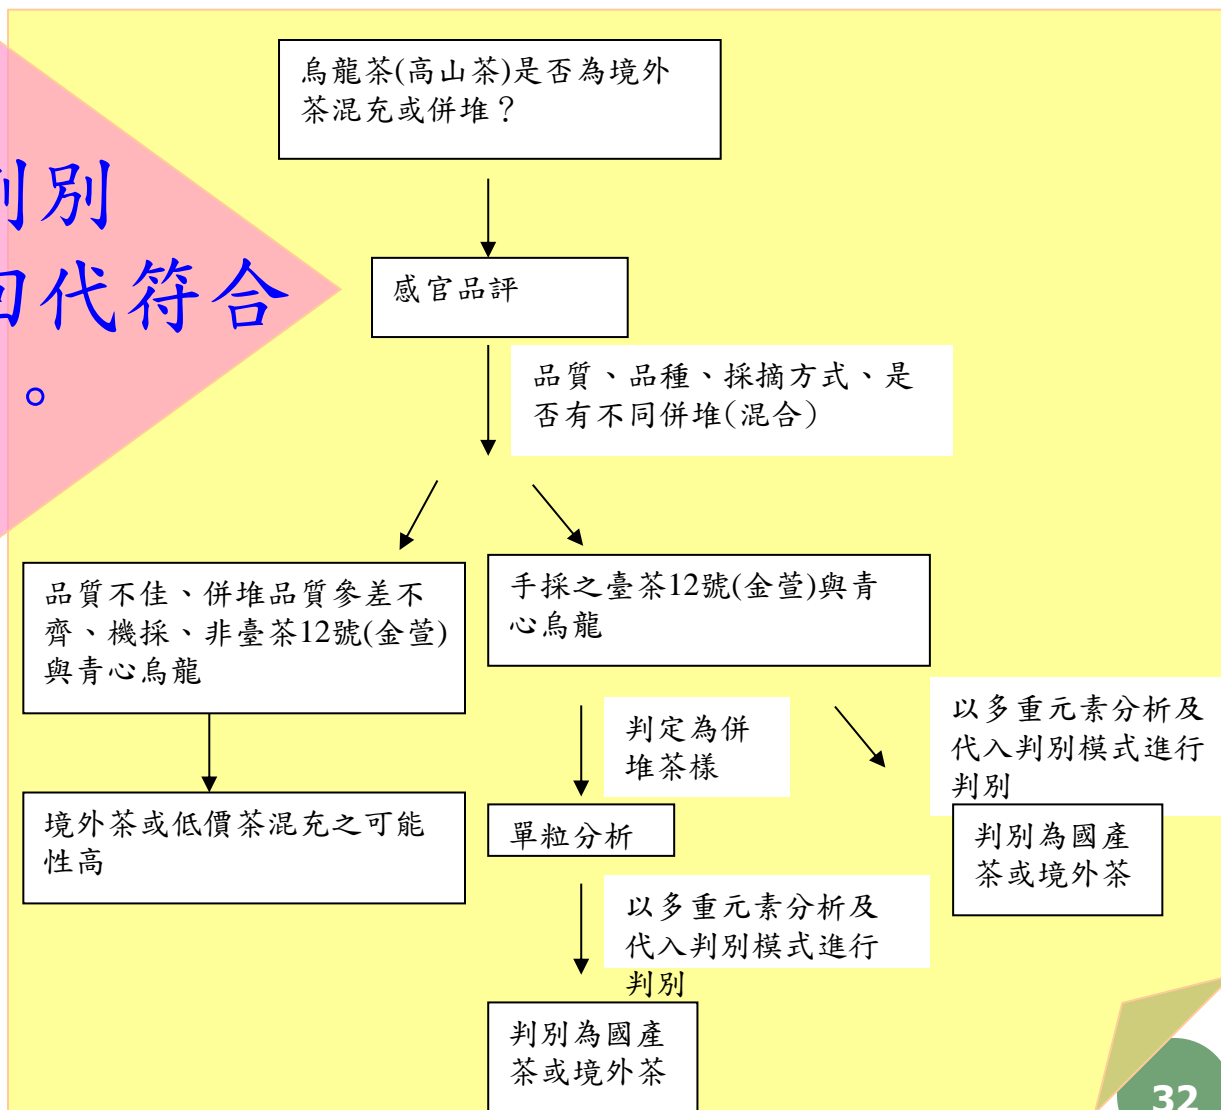 烏龍茶(高山茶)是否為境外
茶混充或併堆？
別
代符合
。
感官品評
品質、品種、採摘方式、是
否有不同併堆(混合)
品質不佳、併堆品質參差不
齊、機採、非臺茶12號(金萱)
與青心烏龍
手採之臺茶12號(金萱)與青
心烏龍
判定為併
堆茶樣
以多重元素分析及
代入判別模式進行
判別
境外茶或低價茶混充之可能
性高
單粒分析
判別為國產
茶或境外茶
以多重元素分析及
代入判別模式進行
判別
判別為國產
茶或境外茶
32